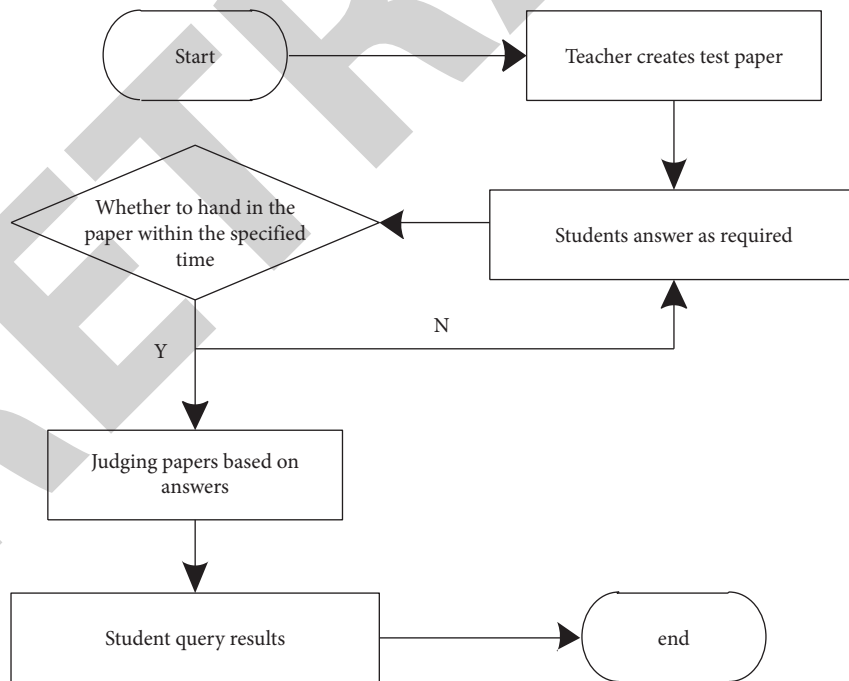 Start
Teacher creates test paper
Whether to hand in the
paper within the specified
time
Students answer as required
N
Y
Judging papers based on
answers
Student query results
end